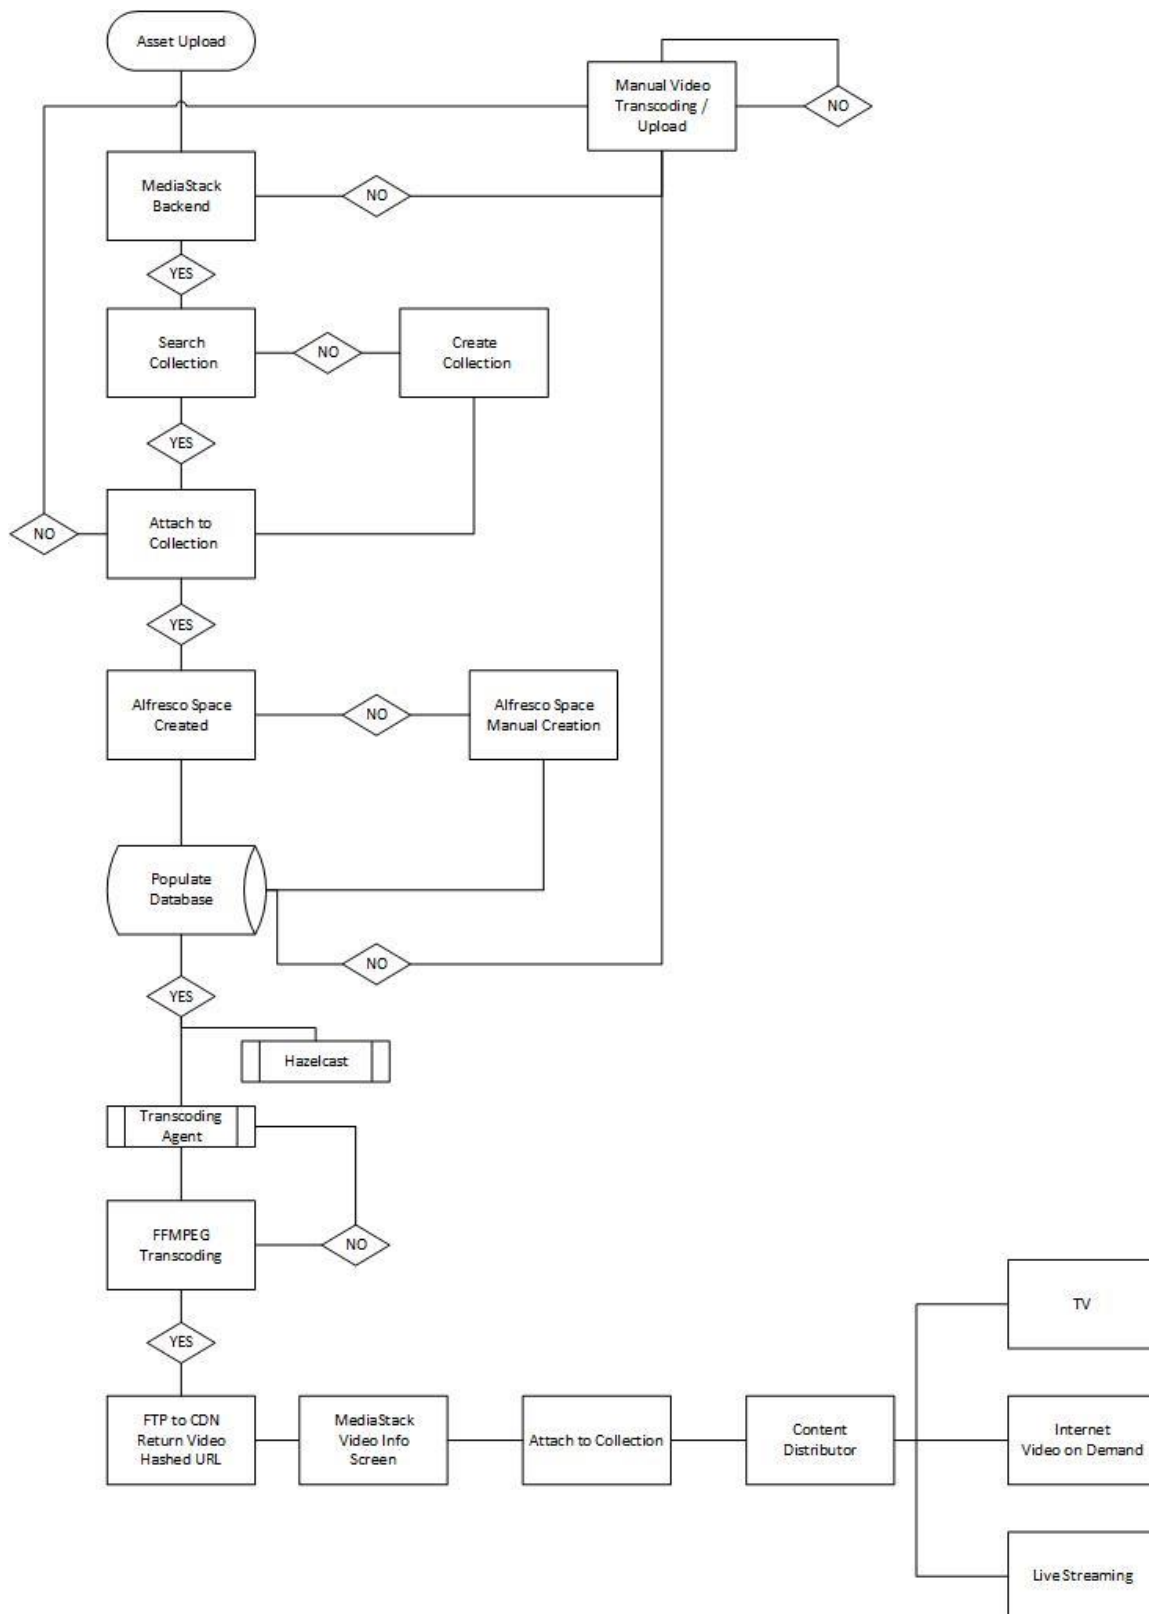 Asset Upload
Manual Video
Transcoding /
Upload
NO
MediaStack
Backend
NO
YES
Search
Collection
NO
Create
Collection
YES
NO
Attach to
Collection
YES
Alfresco Space
Created
NO
Alfresco Space
Manual Creation
Populate
Database
NO
YES
Hazelcast
Transcoding
Agent
FFMPEG
Transcoding
NO
YES
FTP to CDN
Return Video
Hashed URL
MediaStack
Video Info
Screen
Attach to Collection
Content
Distributor
TV
Internet
Video on Demand
Live Streaming